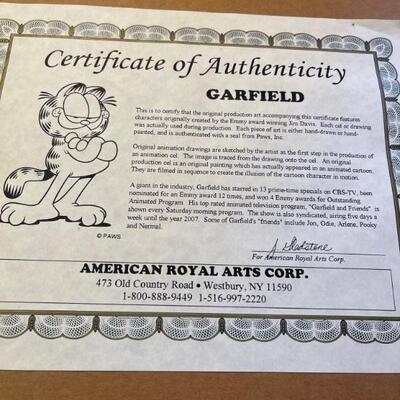 Certificate of Authenticity
GARFIELD
This is to certify that the original production art accompanying this certificate features
characters originally created by the Emmy award winning Jim Davis. Each cel or drawing
was actually used during production. Each piece of art is either hand-drawn or hand-
painted, and is authenticated with a seal from Paws, Inc.
Original animation drawings are sketched by the artist as the first step in the production of
an animation cel. The image is traced from the drawing onto the cel. An original
production cel is an original painting which has actually appeared in an animated cartoon.
They are filmed in sequence to create the illusion of the cartoon character in motion.
A giant in the industry, Garfield has starred in 13 prime-time specials on CBS-TV, been
nominated for an Emmy award 12 times, and won 4 Emmy awards for Outstanding
Animated Program. His top rated animated television program, "Garfield and Friends" is
shown every Saturday morning program. The show is also syndicated, airing five days a
week until the year 2007. Some of Garfield's "friends" include Jon, Odie, Arlene, Pooky
and Nermal.
© PAWS
J. Gladstone
For American Royal Arts Corp.
AMERICAN ROYAL ARTS CORP.
473 Old Country Road • Westbury, NY 11590
1-800-888-9449 1-516-997-2220